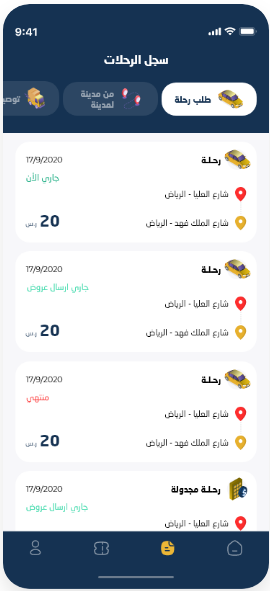 9:41
سجل الرحلات
طلب رحلة
من مدينة
لمدينة
توصي
رحلة
17/9/2020
جاري الأن
شارع العليا - الرياض
شارع الملك فهد - الرياض
20 ر.س
رحلة
17/9/2020
جاري ارسال عروض
شارع العليا - الرياض
شارع الملك فهد - الرياض
20 ر.س
رحلة
17/9/2020
منتهي
شارع العليا - الرياض
شارع الملك فهد - الرياض
20 ر.س
رحلة مجدولة
17/9/2020
جاري ارسال عروض
شارع العليا - الرياض